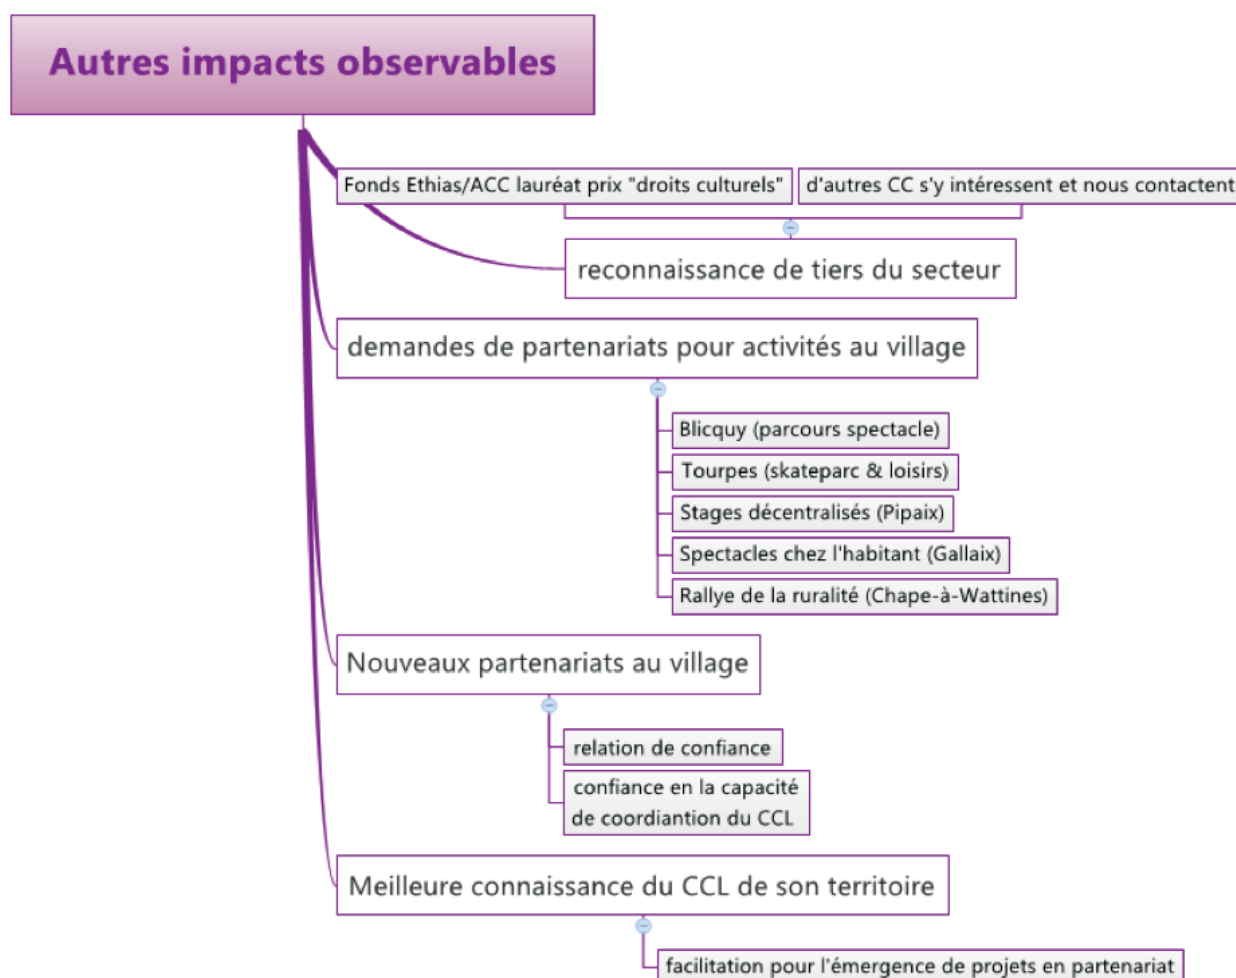 Autres impacts observables
Fonds Ethias/ACC lauréat prix "droits culturels"
d'autres CC s'y intéressent et nous contactent
reconnaissance de tiers du secteur
demandes de partenariats pour activités au village
Blicquy (parcours spectacle)
Tourpes (skateparc & loisirs)
Stages décentralisés (Pipaix)
Spectacles chez l'habitant (Gallaix)
Rallye de la ruralité (Chape-à-Wattines)
Nouveaux partenariats au village
relation de confiance
confiance en la capacité
de coordiantion du CCL
Meilleure connaissance du CCL de son territoire
facilitation pour l'émergence de projets en partenariat